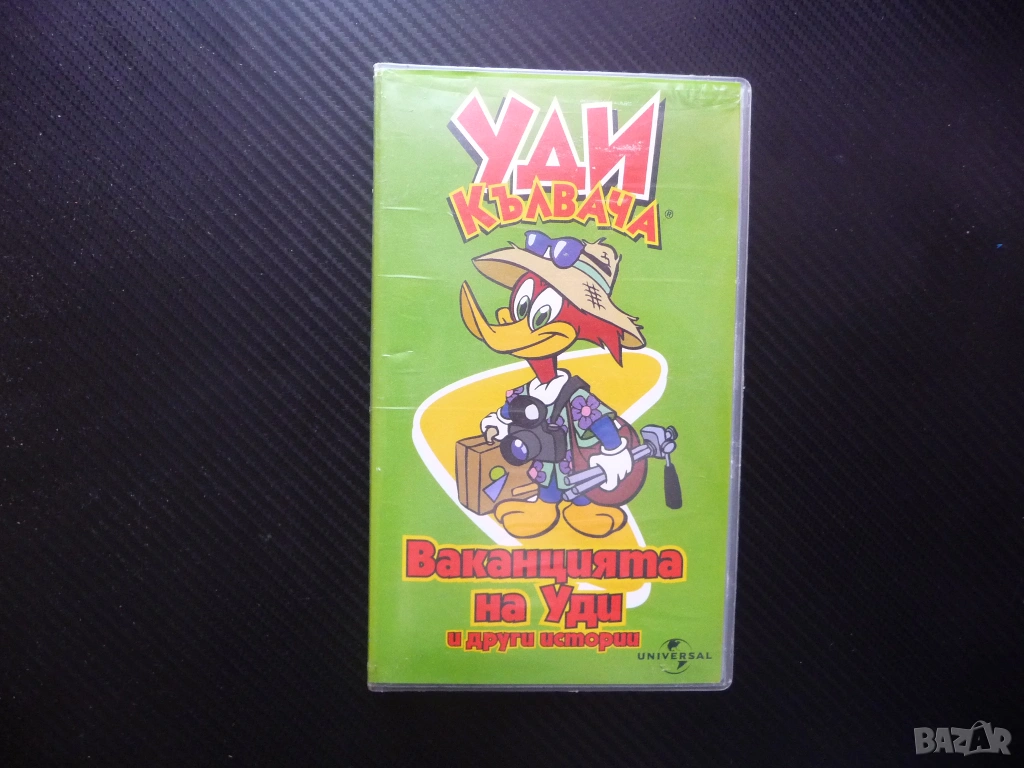 Уди
Кълвача®
Ваканцията
на Уди
и други истории
UNIVERSAL
BAZAR